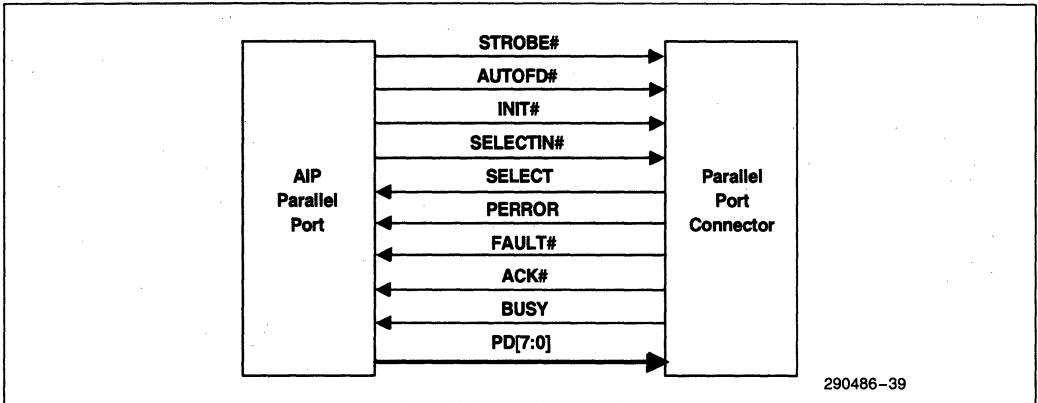 STROBE#
AUTOFD#
INIT#
SELECTIN#
AIP
Parallel
Port
SELECT
PERROR
FAULT#
ACK#
BUSY
PD[7:0]
Parallel
Port
Connector
290486–39